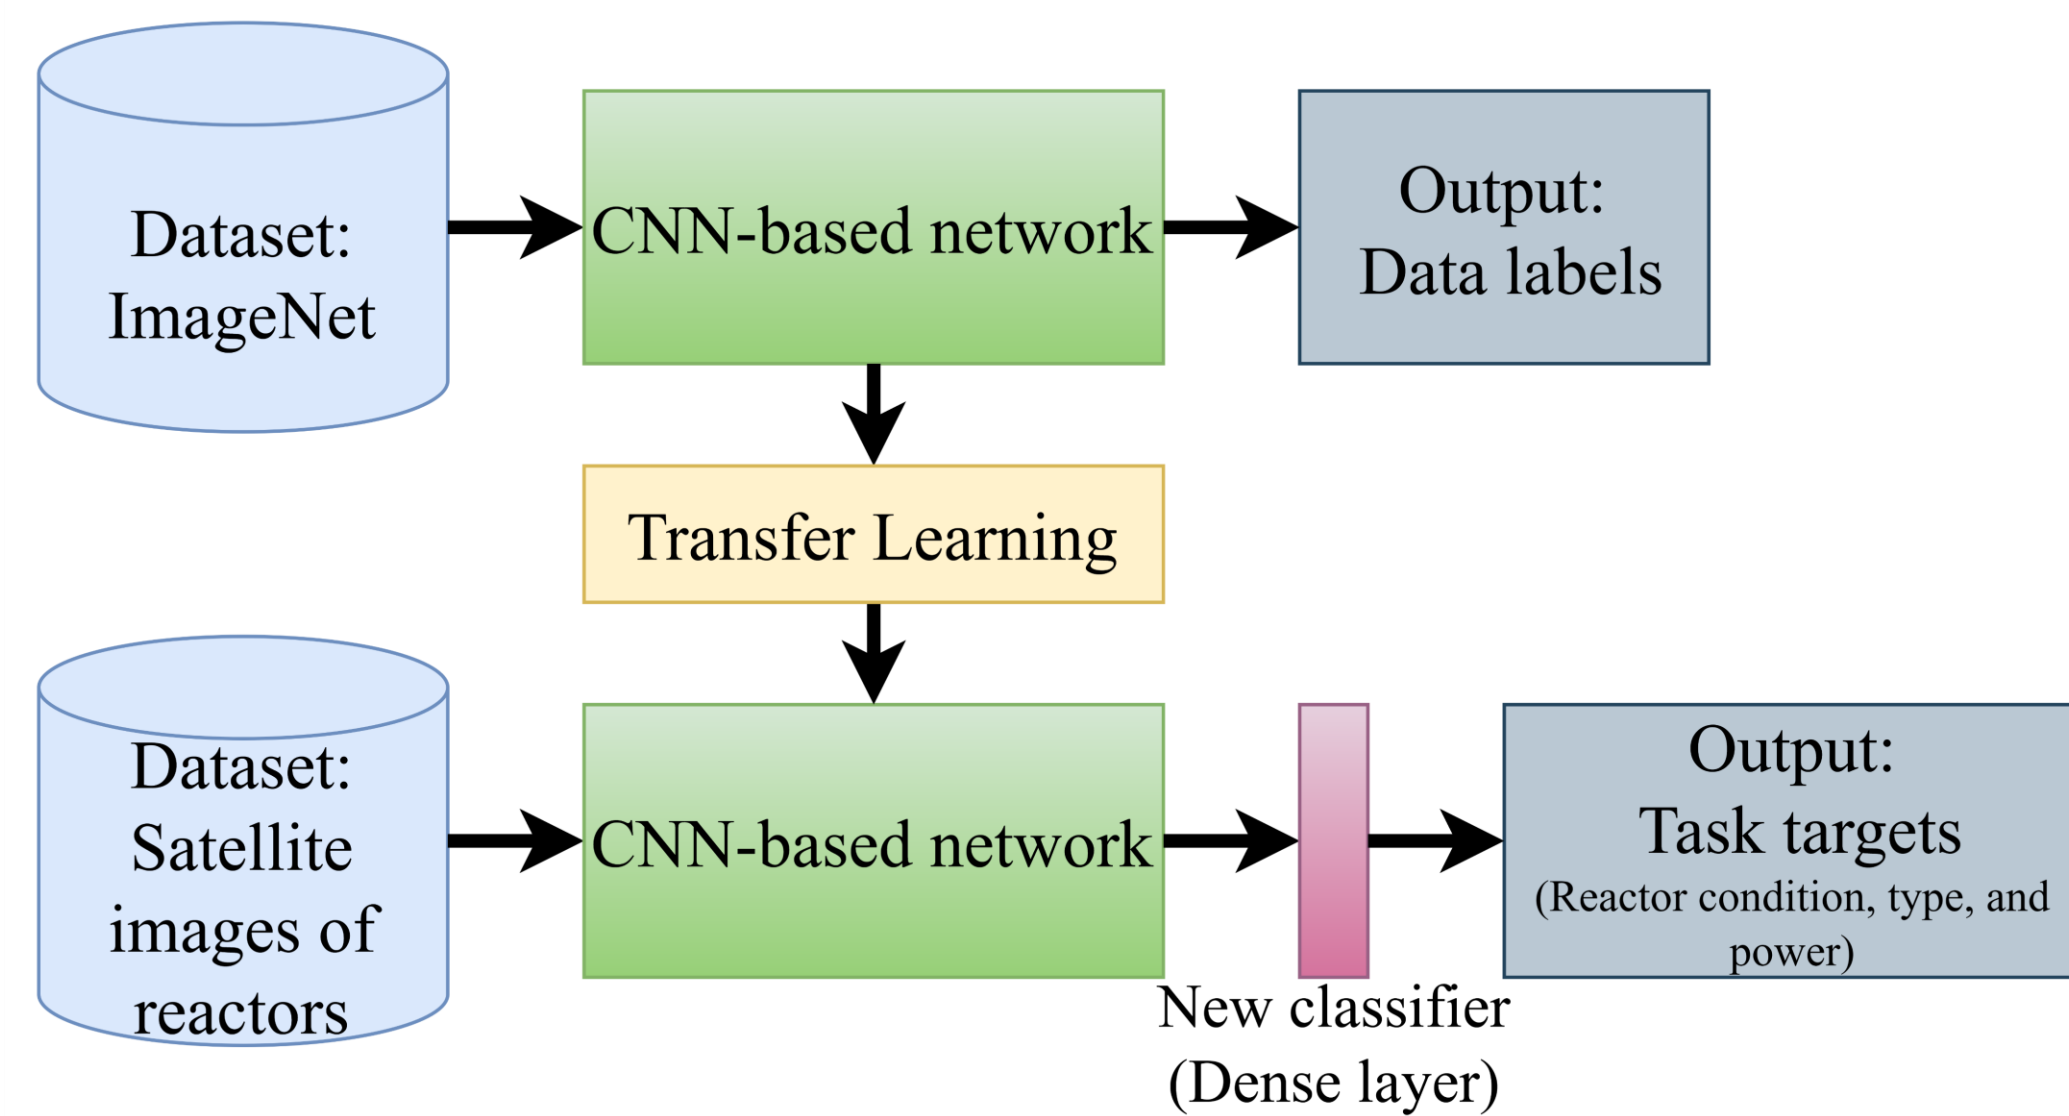 Dataset:
ImageNet
CNN-based network
Output:
Data labels
Transfer Learning
Dataset:
Satellite
images of
reactors
CNN-based network
New classifier
(Dense layer)
Output:
Task targets
(Reactor condition, type, and
power)